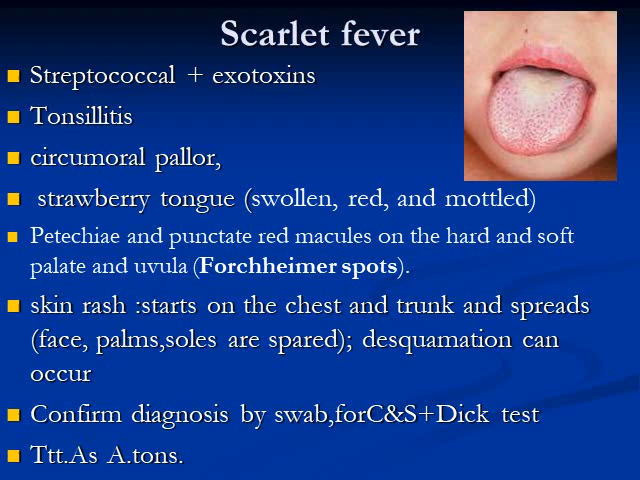 Scarlet fever
Streptococcal + exotoxins
Tonsillitis
circumoral pallor,
strawberry tongue (swollen, red, and mottled)
Petechiae and punctate red macules on the hard and soft
palate and uvula (Forchheimer spots).
skin rash :starts on the chest and trunk and spreads
(face, palms,soles are spared); desquamation can
occur
Confirm diagnosis by swab,forC&S+Dick test
Ttt.As A.tons.